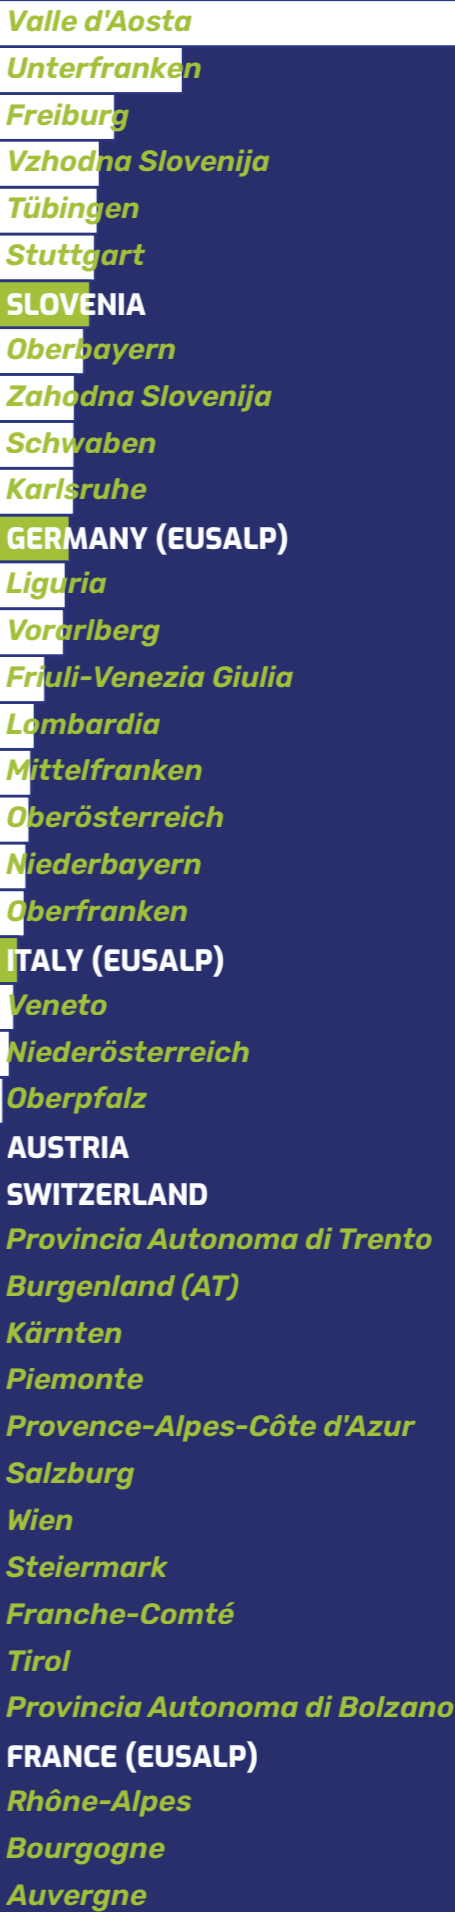 Valle d'Aosta
Unterfranken
Freiburg
Vzhodna Slovenija
Tübingen
Stuttgart
SLOVENIA
Oberbayern
Zahodna Slovenija
Schwaben
Karlsruhe
GERMANY (EUSALP)
Liguria
Vorarlberg
Friuli-Venezia Giulia
Lombardia
Mittelfranken
Oberösterreich
Niederbayern
Oberfranken
ITALY (EUSALP)
Veneto
Niederösterreich
Oberpfalz
AUSTRIA
SWITZERLAND
Provincia Autonoma di Trento
Burgenland (AT)
Kärnten
Piemonte
Provence-Alpes-Côte d'Azur
Salzburg
Wien
Steiermark
Franche-Comté
Tirol
Provincia Autonoma di Bolzano
FRANCE (EUSALP)
Rhône-Alpes
Bourgogne
Auvergne